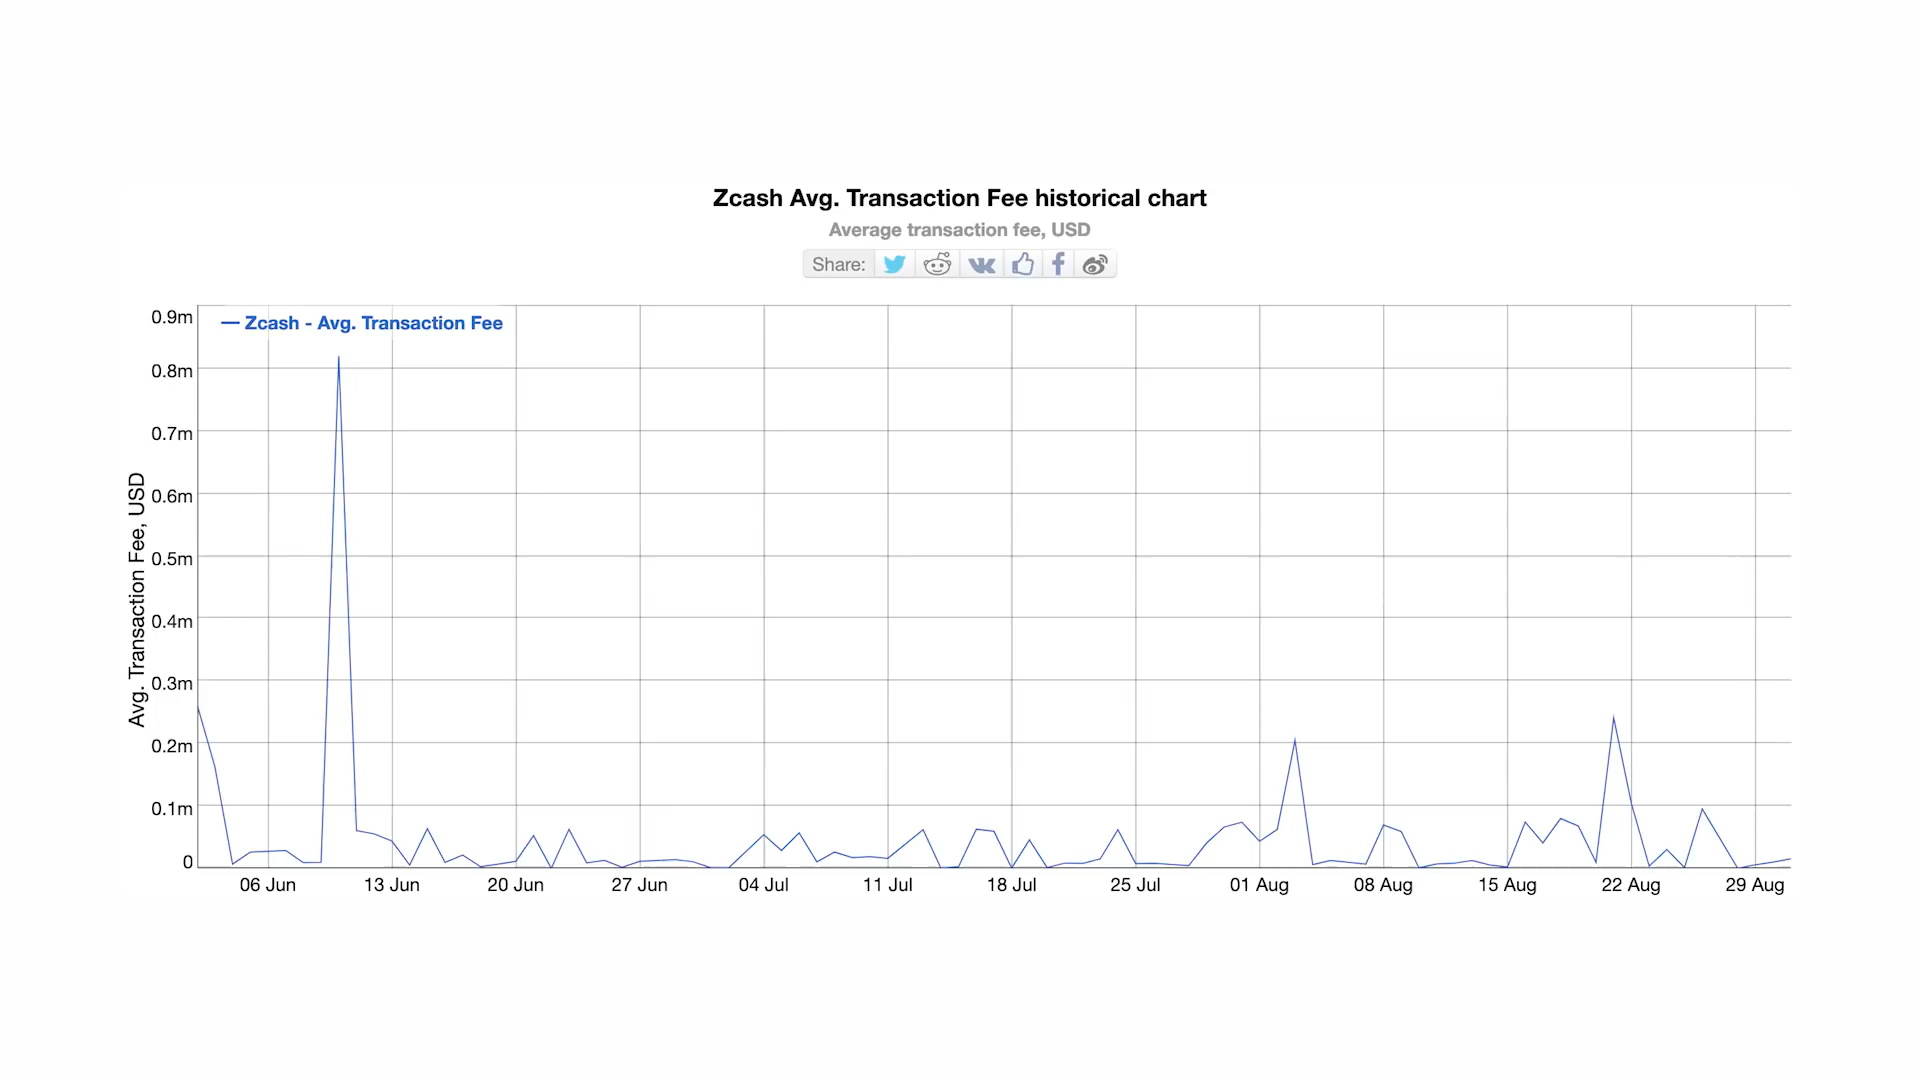 Zcash Avg. Transaction Fee historical chart
Average transaction fee, USD
Share:
Zcash - Avg. Transaction Fee
Avg. Transaction Fee, USD
0.9m
0.8m
0.7m
0.6m
0.5m
0.4m
0.3m
0.2m
0.1m
0
06 Jun 13 Jun 20 Jun 27 Jun 04 Jul 11 Jul 18 Jul 25 Jul 01 Aug 08 Aug 15 Aug 22 Aug 29 Aug